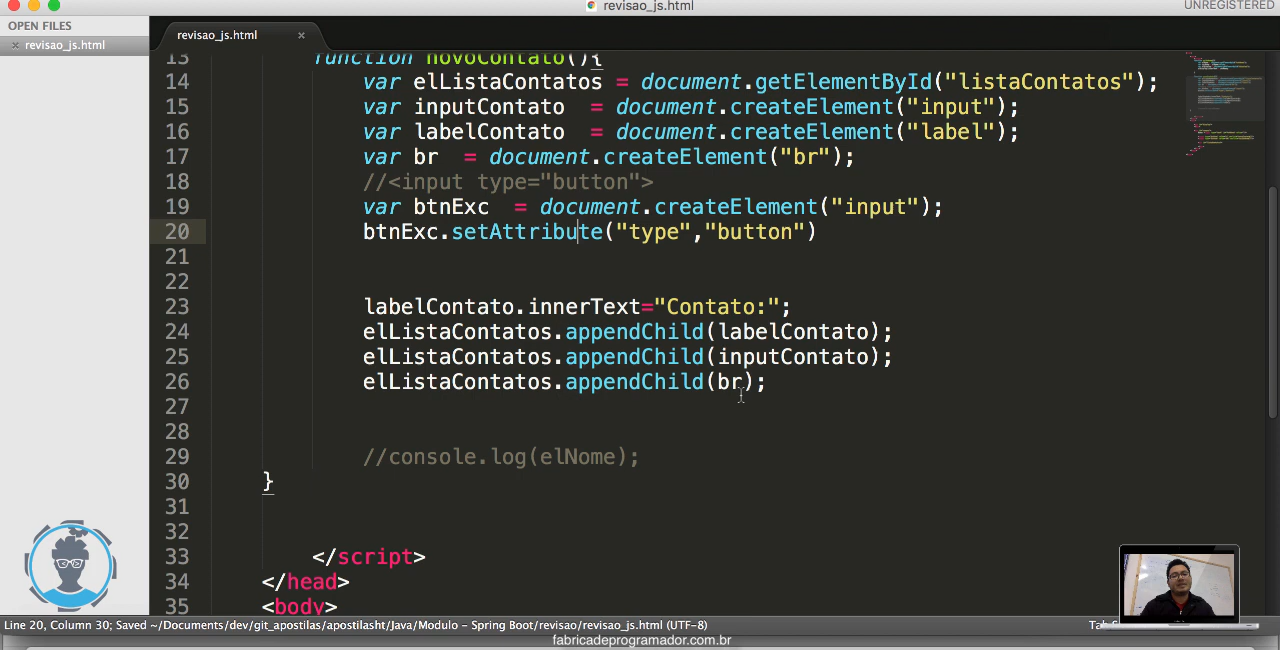 revisao_js.html
UNREGISTERED
OPEN FILES
× revisao_js.html
revisao_js.html ×
13 function novoContato(){
14 var elListaContatos = document.getElementById("listaContatos");
15 var inputContato = document.createElement("input");
16 var labelContato = document.createElement("label");
17 var br = document.createElement("br");
18 //<input type="button">
19 var btnExc = document.createElement("input");
20 btnExc.setAttribute("type","button")
21
22
23 labelContato.innerText="Contato:";
24 elListaContatos.appendChild(labelContato);
25 elListaContatos.appendChild(inputContato);
26 elListaContatos.appendChild(br);
27
28
29 //console.log(elNome);
30 }
31
32
33 </script>
34 </head>
35 <body>
Line 20, Column 30; Saved ~/Documents/dev/git_apostilas/apostilasht/Java/Modulo - Spring Boot/revisao/revisao_js.html (UTF-8)
fabricadeprogramador.com.br